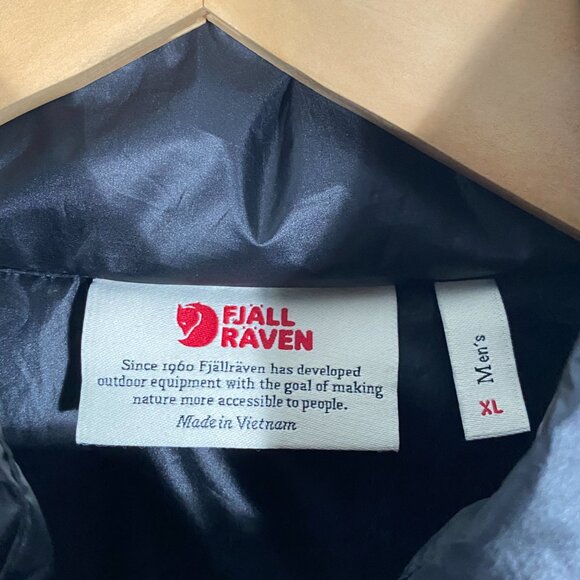 FJÄLL
RÄVEN
Since 1960 Fjällräven has developed
outdoor equipment with the goal of making
nature more accessible to people.
Made in Vietnam
Men's
XL